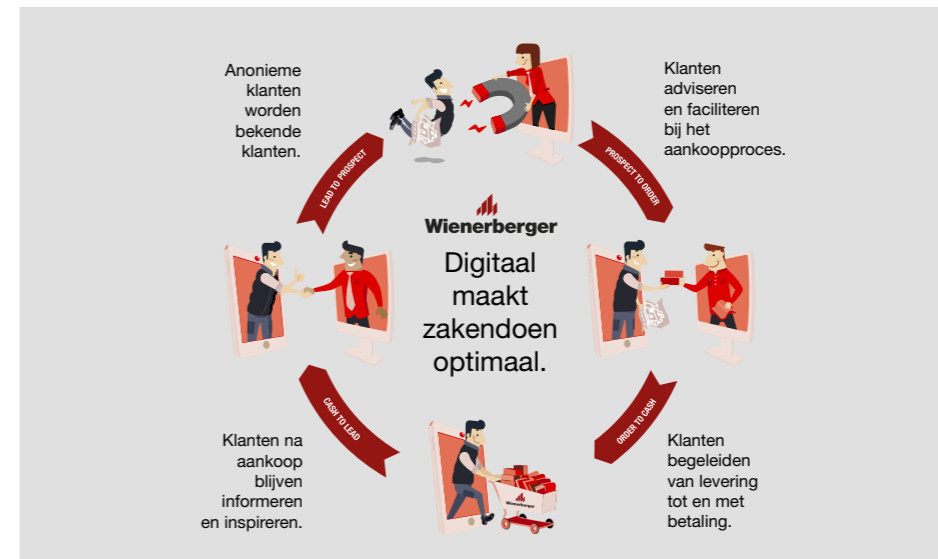 Anonieme
klanten
worden
bekende
klanten.
LEAD TO PROSPECT
Klanten
adviseren
en faciliteren
bij het
aankoopproces.
PROSPECT TO ORDER
Wienerberger
Digitaal
maakt
zakendoen
optimaal.
CASH TO LEAD
Klanten na
aankoop
blijven
informeren
en inspireren.
Wienerberger
ORDER TO CASH
Klanten
begeleiden
van levering
tot en met
betaling.